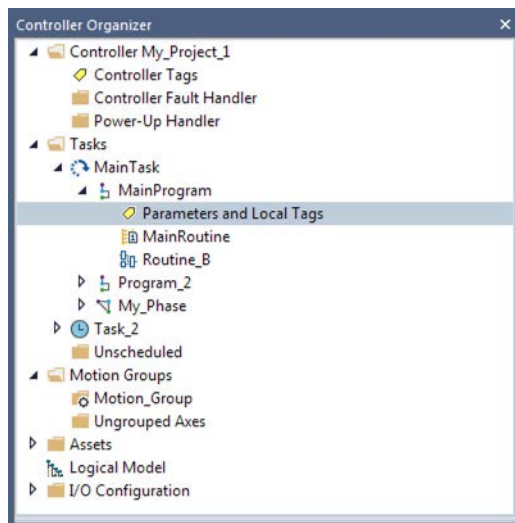 Controller Organizer
Controller My_Project_1
Controller Tags
Controller Fault Handler
Power-Up Handler
Tasks
MainTask
MainProgram
Parameters and Local Tags
MainRoutine
Routine_B
Program_2
My_Phase
Task_2
Unscheduled
Motion Groups
Motion_Group
Ungrouped Axes
Assets
Logical Model
I/O Configuration